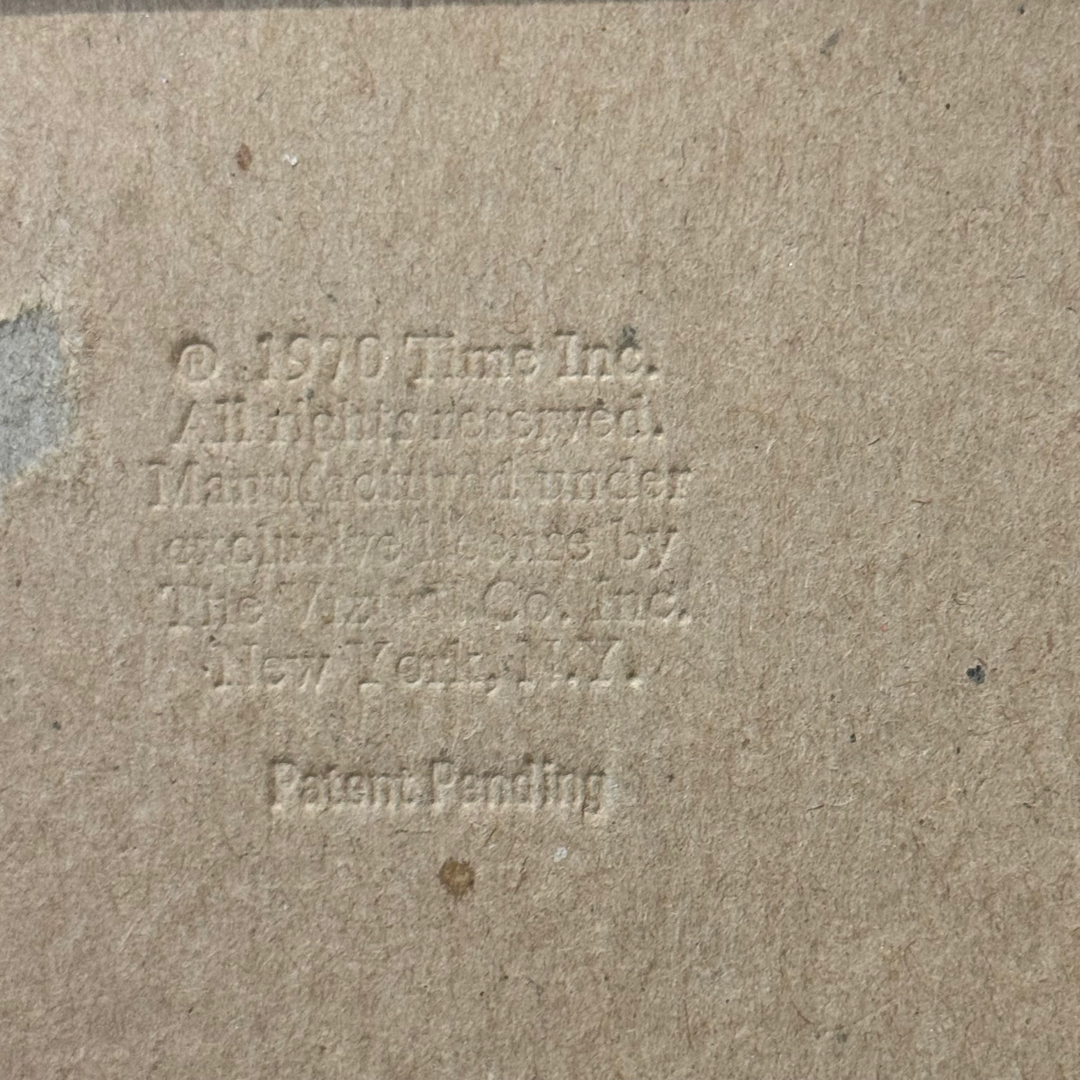 © 1970 Time Inc.
All rights reserved.
Manufactured under
exclusive license by
The Co. Inc.
New York, N.Y.
Patent Pending